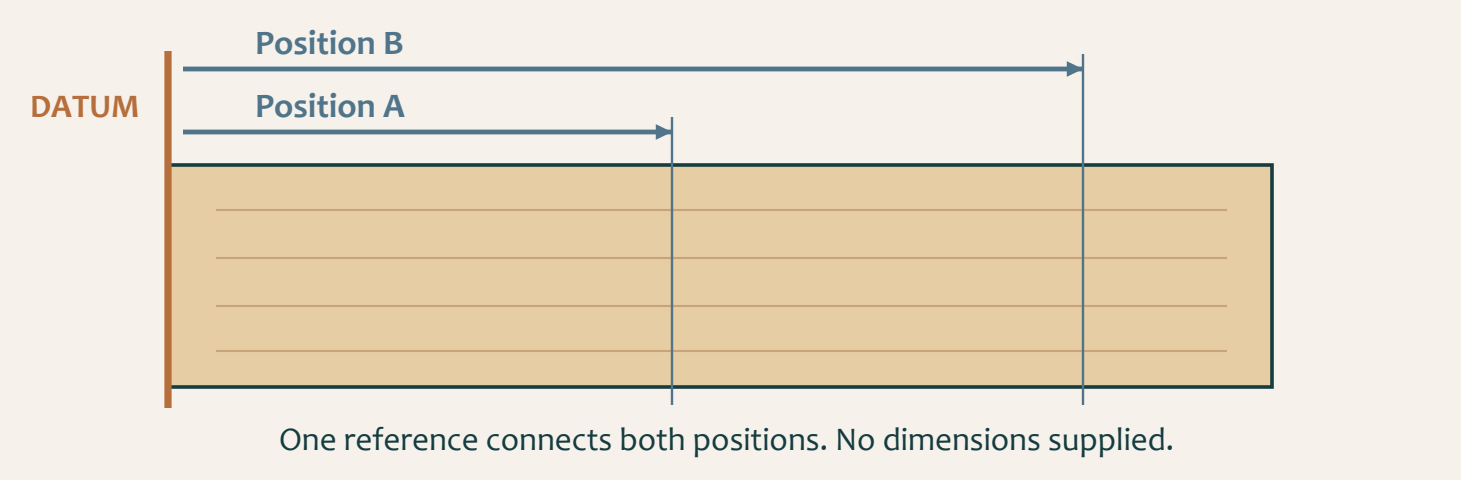 Position B
DATUM
Position A
One reference connects both positions. No dimensions supplied.